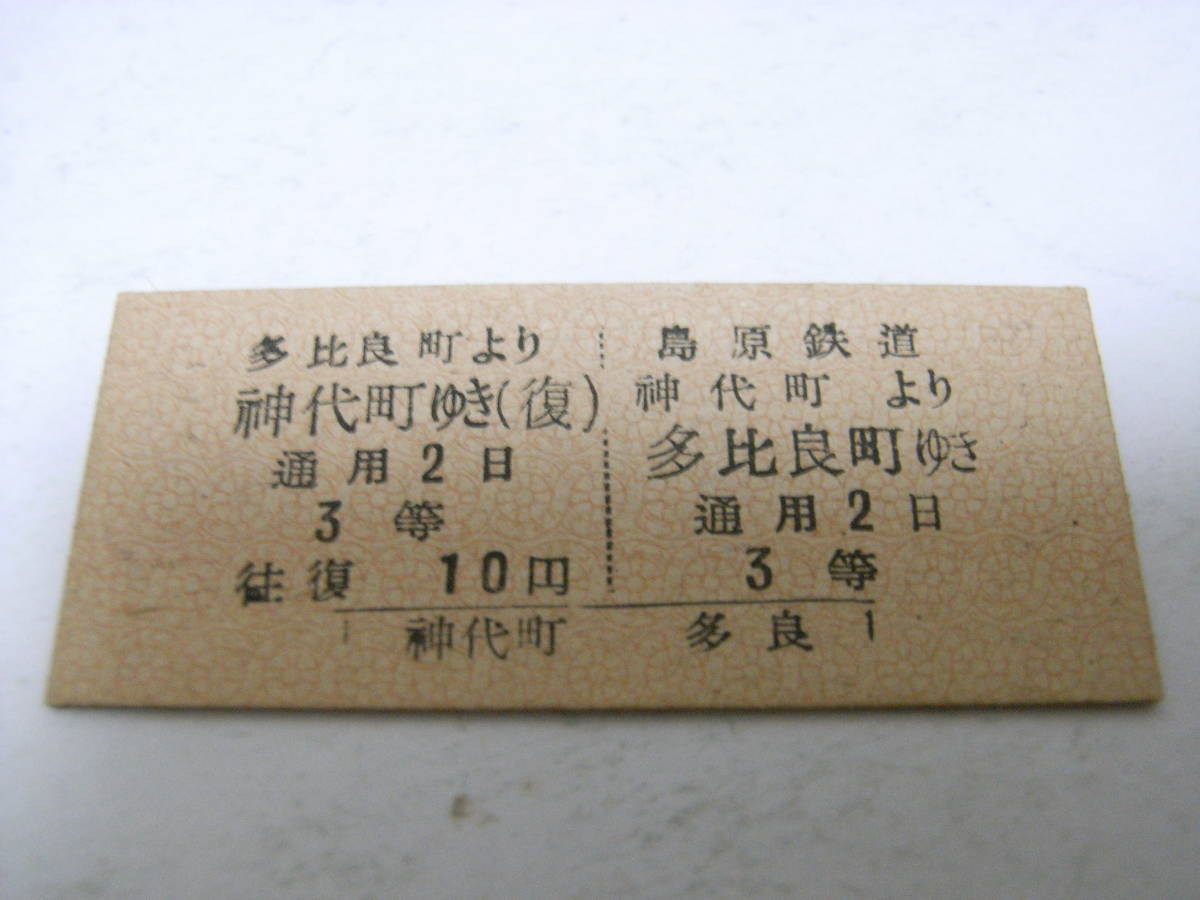 多比良町より
神代町ゆき(復)
通用2日
3等
往復 10円
神代町
島原鉄道
神代町 より
多比良町ゆき
通用2日
3等
多良